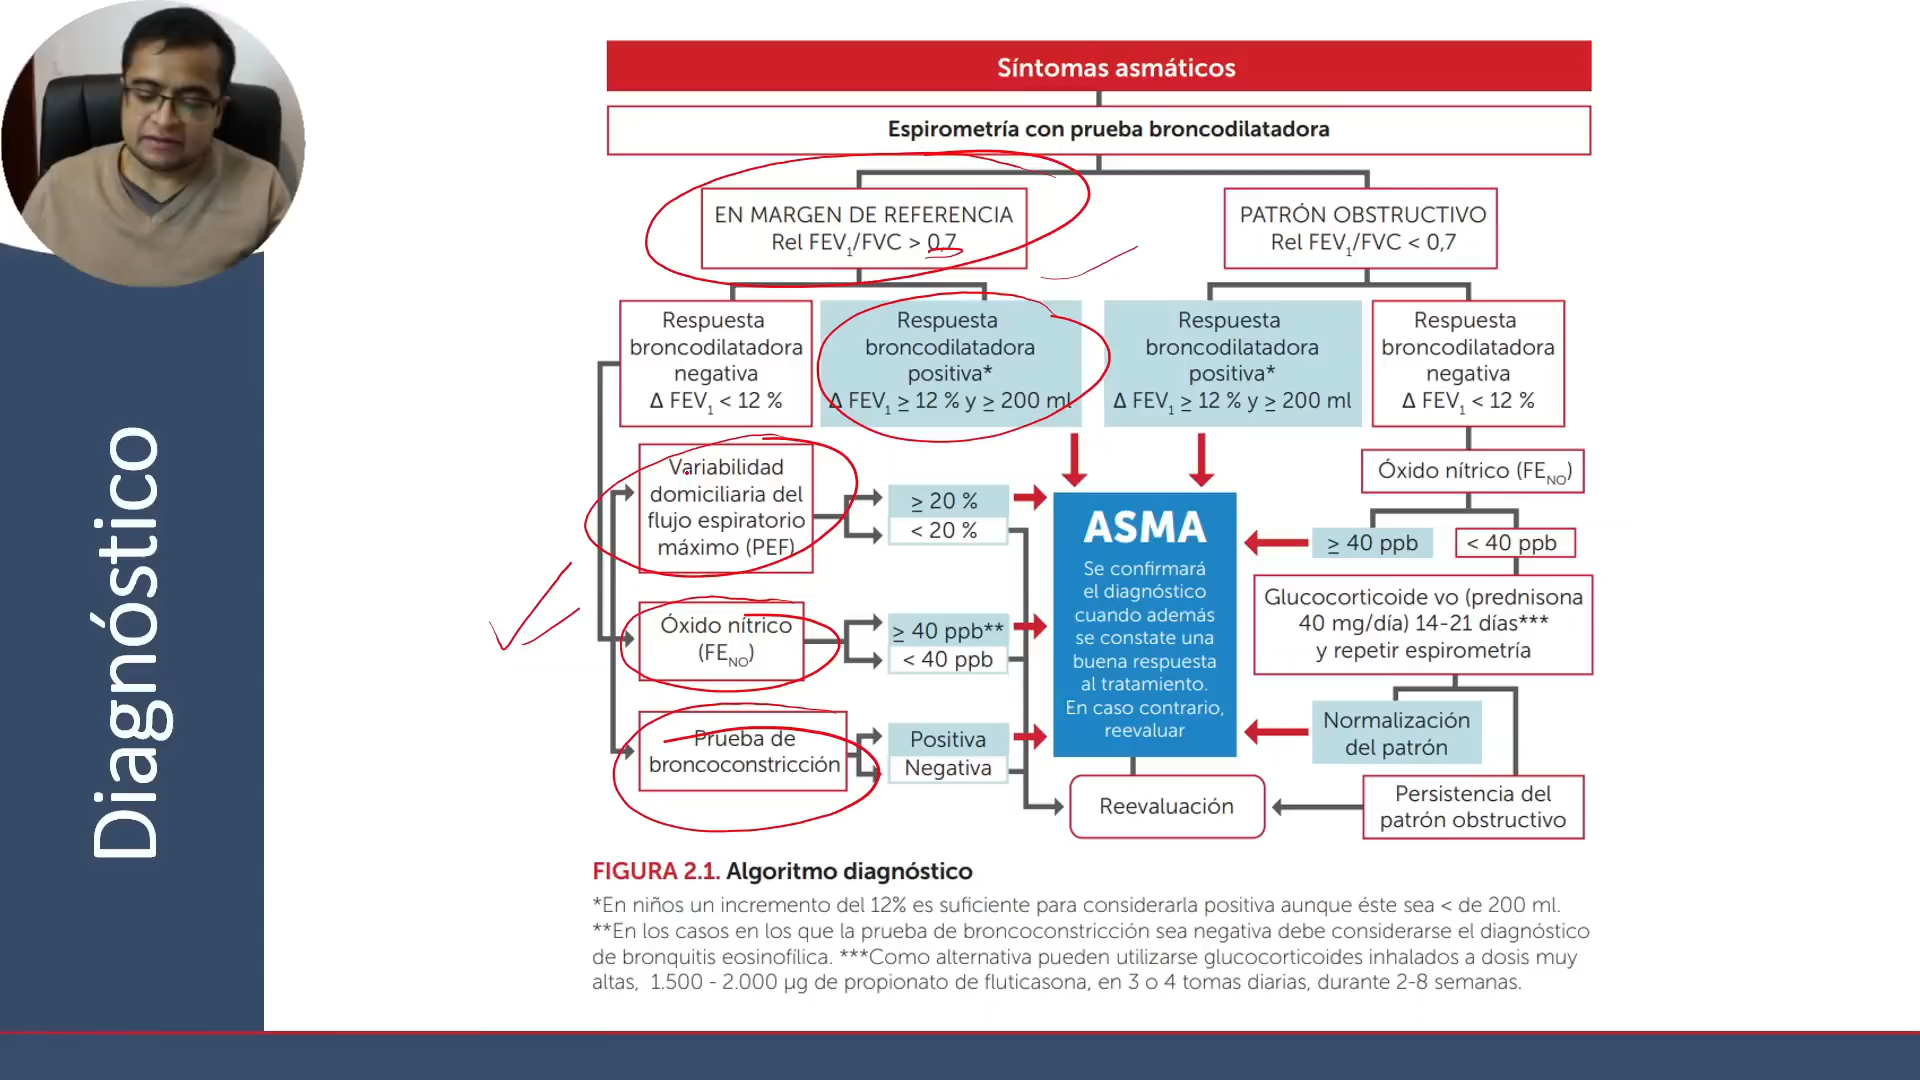 Diagnóstico
Síntomas asmáticos
Espirometría con prueba broncodilatadora
EN MARGEN DE REFERENCIA
Rel FEV1/FVC > 0,7
PATRÓN OBSTRUCTIVO
Rel FEV1/FVC < 0,7
Respuesta
broncodilatadora
negativa
Δ FEV1 < 12 %
Respuesta
broncodilatadora
positiva*
Δ FEV1 ≥ 12 % y ≥ 200 ml
Respuesta
broncodilatadora
positiva*
Δ FEV1 ≥ 12 % y ≥ 200 ml
Respuesta
broncodilatadora
negativa
Δ FEV1 < 12 %
Variabilidad
domiciliaria del
flujo espiratorio
máximo (PEF)
≥ 20 %
< 20 %
Óxido nítrico
(FENO)
≥ 40 ppb**
< 40 ppb
Prueba de
broncoconstricción
Positiva
Negativa
ASMA
Se confirmará
el diagnóstico
cuando además
se constate una
buena respuesta
al tratamiento.
En caso contrario,
reevaluar
Reevaluación
Óxido nítrico (FENO)
≥ 40 ppb
< 40 ppb
Glucocorticoide vo (prednisona
40 mg/día) 14-21 días***
y repetir espirometría
Normalización
del patrón
Persistencia del
patrón obstructivo
FIGURA 2.1. Algoritmo diagnóstico
*En niños un incremento del 12% es suficiente para considerarla positiva aunque éste sea < de 200 ml.
**En los casos en los que la prueba de broncoconstricción sea negativa debe considerarse el diagnóstico
de bronquitis eosinofílica. ***Como alternativa pueden utilizarse glucocorticoides inhalados a dosis muy
altas, 1.500 - 2.000 µg de propionato de fluticasona, en 3 o 4 tomas diarias, durante 2-8 semanas.